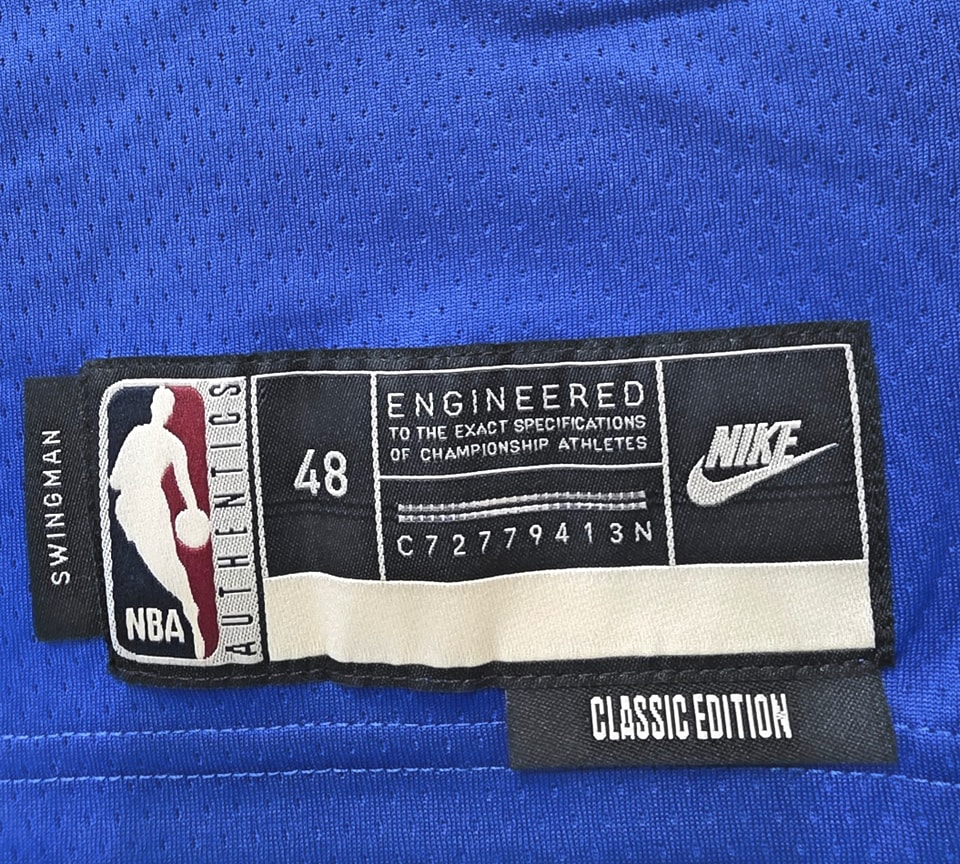 SWINGMAN
NBA
AUTHENTICS
48
ENGINEERED
TO THE EXACT SPECIFICATIONS
OF CHAMPIONSHIP ATHLETES
C72779413N
NIKE
CLASSIC EDITION